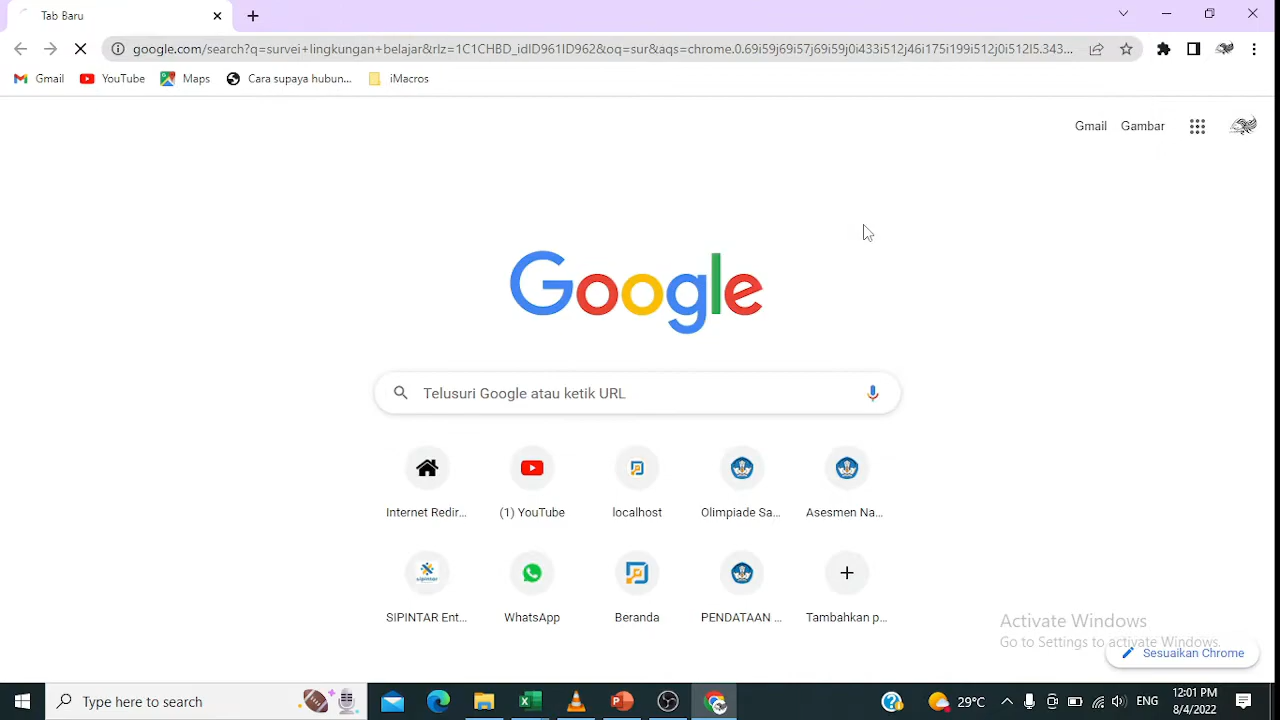 Tab Baru
google.com/search?q=survei+lingkungan+belajar&rlz=1C1CHBD_idID961ID962&oq=sur&aqs=chrome.0.69i59j69i57j69i59j0i433i512j46i175i199i512j0i512l5.343...
Gmail YouTube Maps Cara supaya hubun... iMacros
Gmail Gambar
Google
Telusuri Google atau ketik URL
Internet Redir... (1) YouTube localhost Olimpiade Sa... Asesmen Na...
SIPINTAR Ent... WhatsApp Beranda PENDATAAN ... Tambahkan p...
Activate Windows
Go to Settings to activate Windows.
Sesuaikan Chrome
Type here to search
29°C
ENG
12:01 PM
8/4/2022